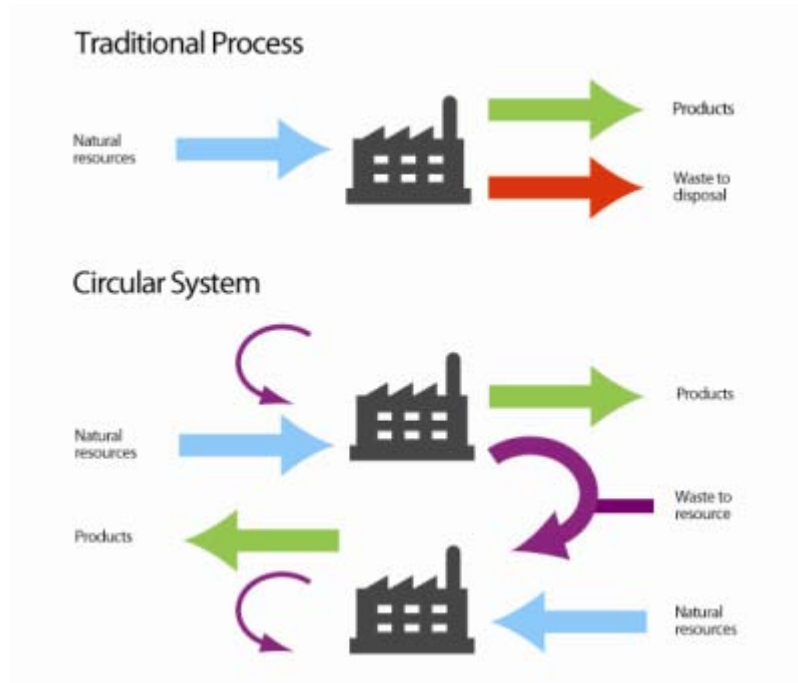 Traditional Process
Natural
resources
Products
Waste to
disposal
Circular System
Products
Natural
resources
Waste to
resource
Products
Natural
resources